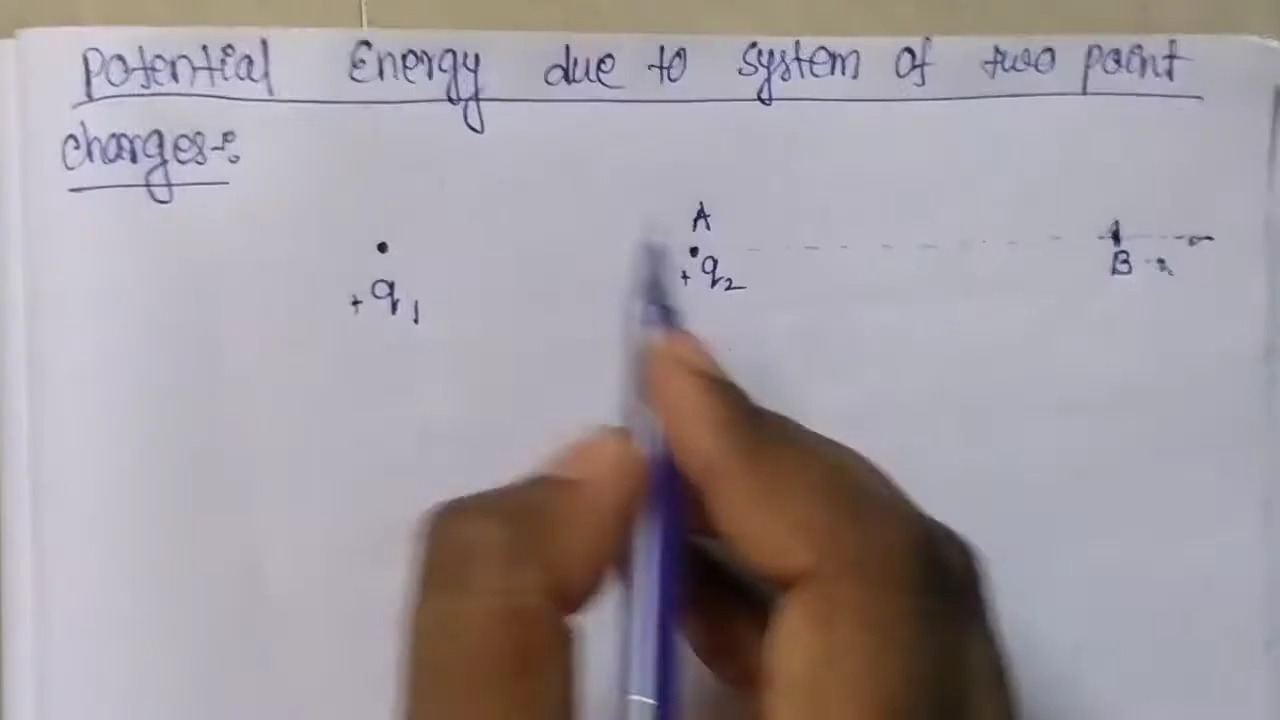 Potential Energy due to system of two point
charges-:
A
B
+q1
+q2